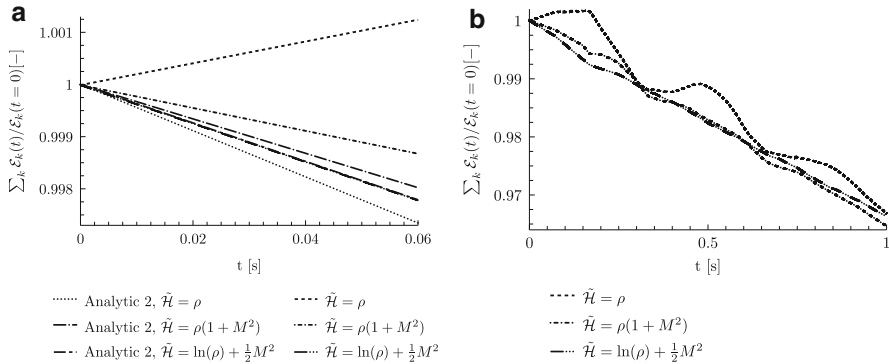 a
1.001
1
0.999
0.998
∑ₖ ℰₖ(t)/ℰₖ(t = 0)[−]
0
0.02
0.04
0.06
t [s]
Analytic 2, H̃ = ρ
Analytic 2, H̃ = ρ(1 + M²)
Analytic 2, H̃ = ln(ρ) + ½M²
H̃ = ρ
H̃ = ρ(1 + M²)
H̃ = ln(ρ) + ½M²
b
1
0.99
0.98
0.97
∑ₖ ℰₖ(t)/ℰₖ(t = 0)[−]
0
0.5
1
t [s]
H̃ = ρ
H̃ = ρ(1 + M²)
H̃ = ln(ρ) + ½M²